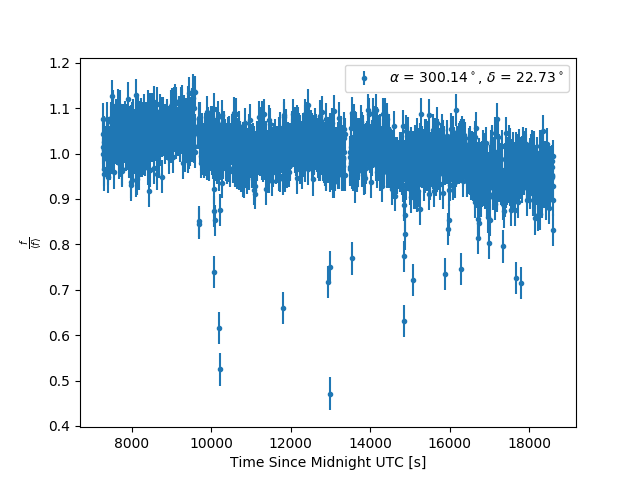 α = 300.14°, δ = 22.73°
1.2
1.1
1.0
0.9
0.8
0.7
0.6
0.5
0.4
f/⟨f⟩
8000 10000 12000 14000 16000 18000
Time Since Midnight UTC [s]